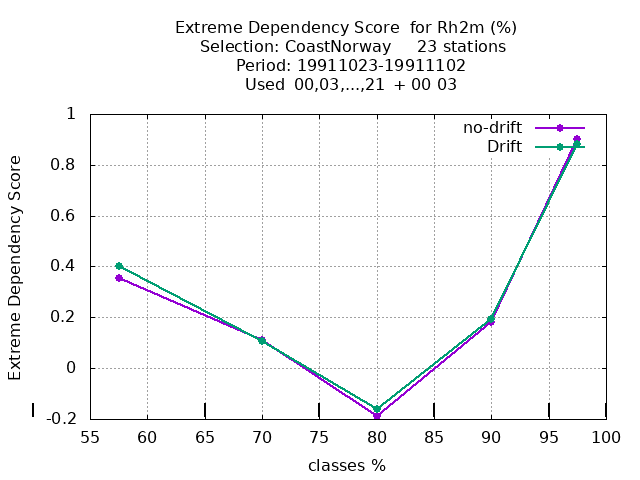 Extreme Dependency Score for Rh2m (%)
Selection: CoastNorway 23 stations
Period: 19911023-19911102
Used 00,03,...,21 + 00 03
no-drift
Drift
1
0.8
0.6
0.4
0.2
0
-0.2
Extreme Dependency Score
55 60 65 70 75 80 85 90 95 100
classes %